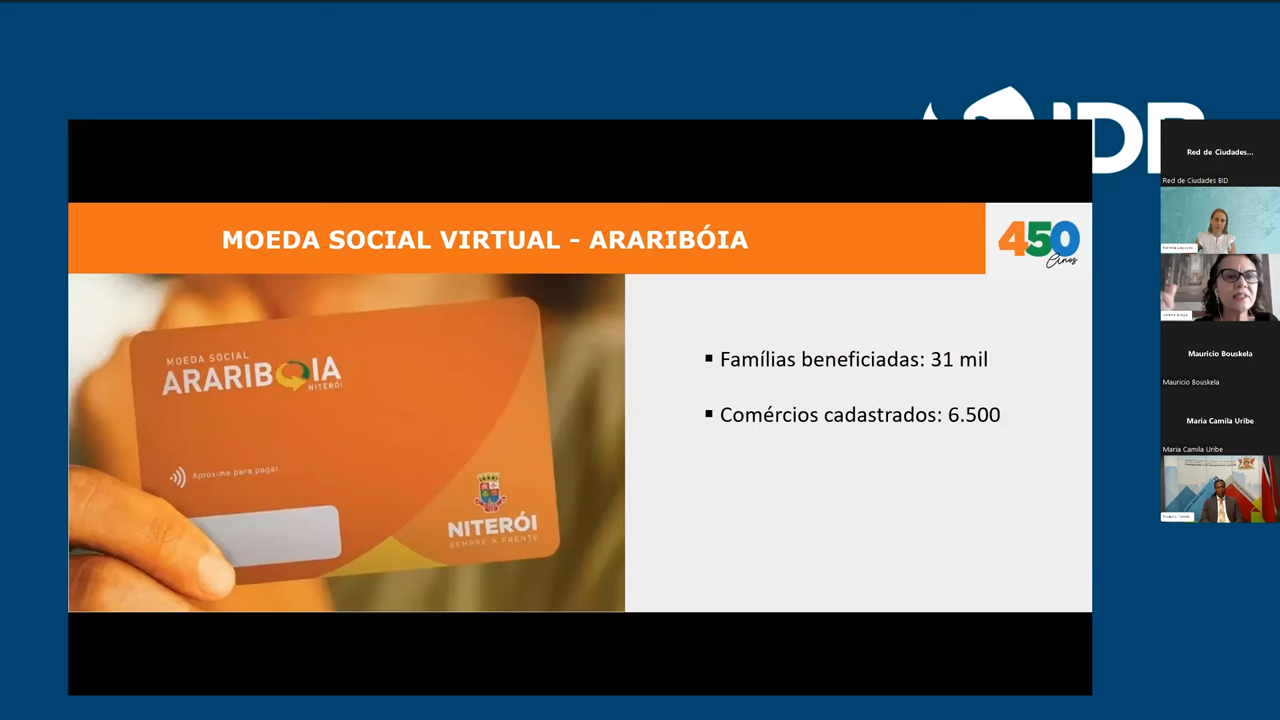 IDB
MOEDA SOCIAL VIRTUAL - ARARIBÓIA
450
anos
MOEDA SOCIAL
ARARIBOIA
NITERÓI
Aproxime para pagar
NITERÓI
SEMPRE À FRENTE
▪ Famílias beneficiadas: 31 mil
▪ Comércios cadastrados: 6.500
Red de Ciudades...
Red de Ciudades BID
Mauricio Bouskela
Mauricio Bouskela
Maria Camila Uribe
Maria Camila Uribe